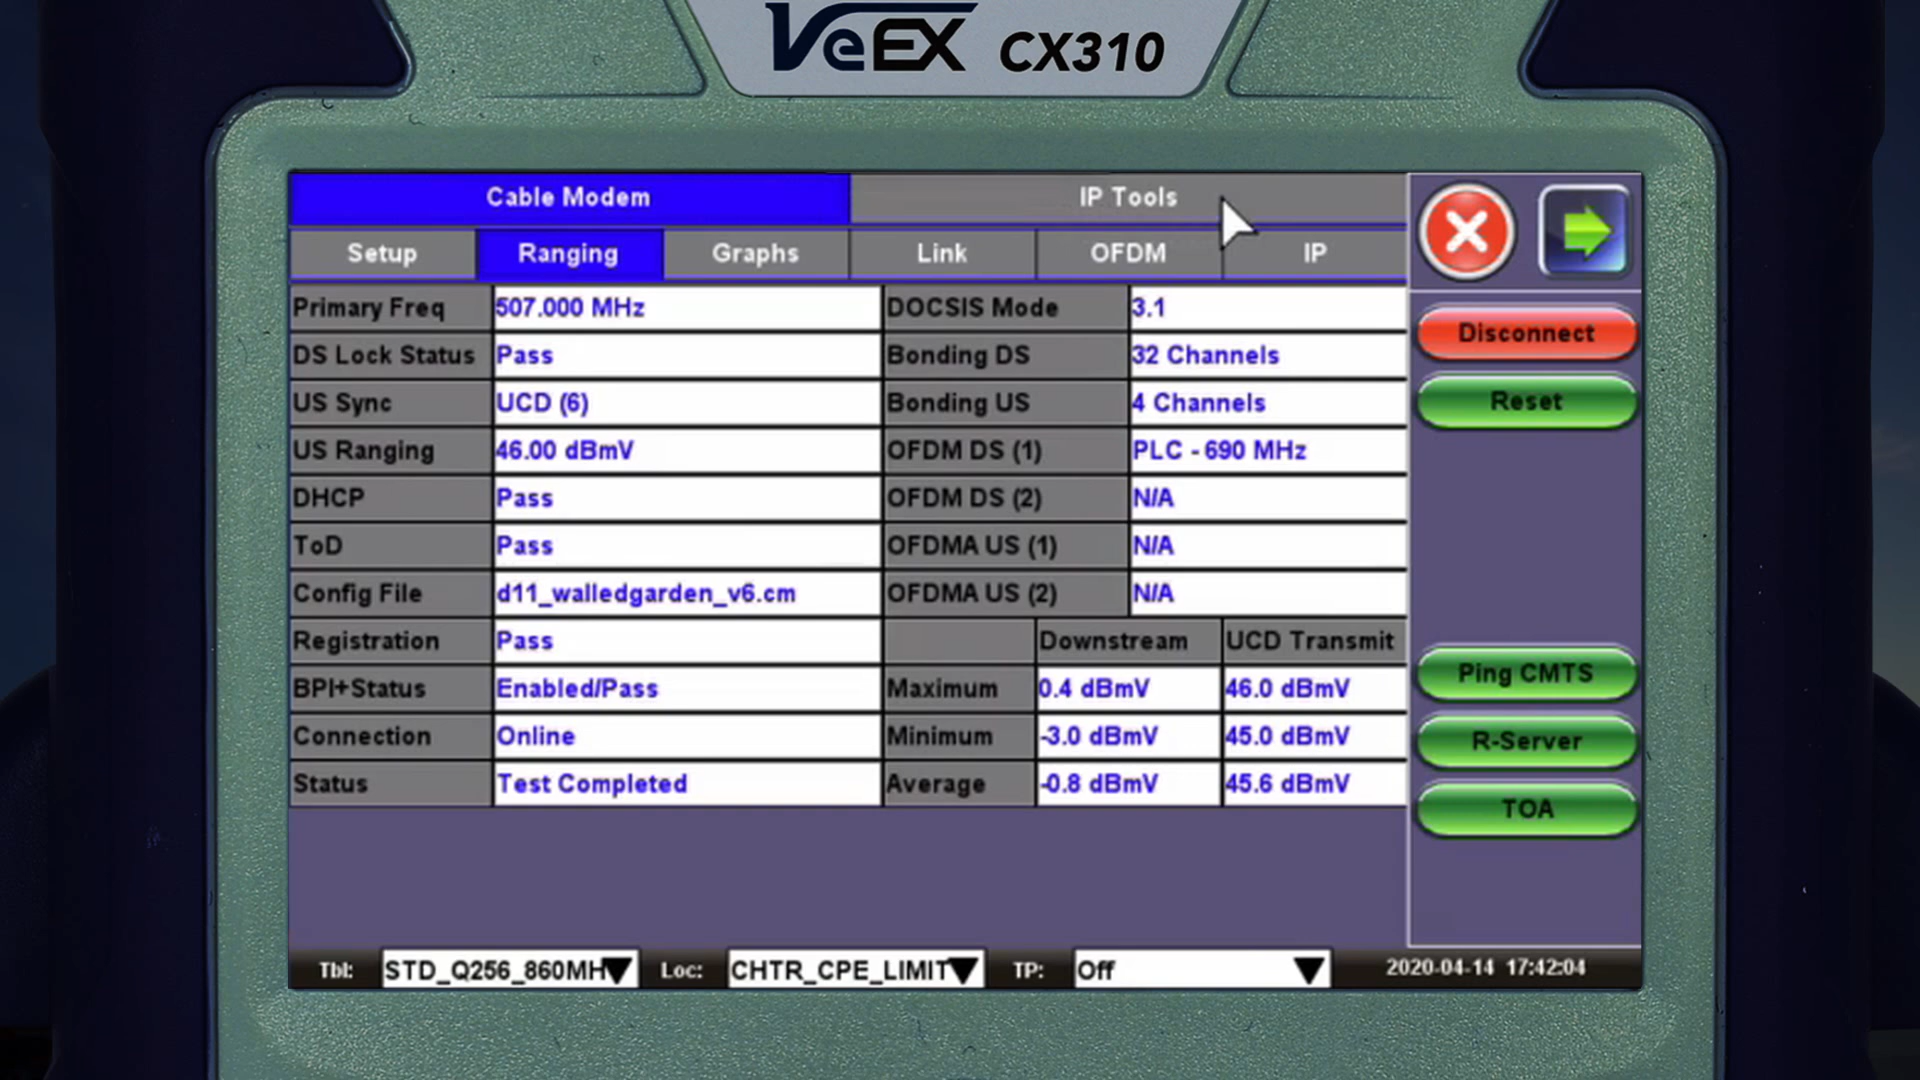 VeEX CX310
Cable Modem IP Tools
Setup Ranging Graphs Link OFDM IP
Primary Freq 507.000 MHz DOCSIS Mode 3.1
DS Lock Status Pass Bonding DS 32 Channels
US Sync UCD (6) Bonding US 4 Channels
US Ranging 46.00 dBmV OFDM DS (1) PLC - 690 MHz
DHCP Pass OFDM DS (2) N/A
ToD Pass OFDMA US (1) N/A
Config File d11_walledgarden_v6.cm OFDMA US (2) N/A
Registration Pass Downstream UCD Transmit
BPI+Status Enabled/Pass Maximum 0.4 dBmV 46.0 dBmV
Connection Online Minimum -3.0 dBmV 45.0 dBmV
Status Test Completed Average -0.8 dBmV 45.6 dBmV
Disconnect
Reset
Ping CMTS
R-Server
TOA
Tbl: STD_Q256_860MH Loc: CHTR_CPE_LIMIT TP: Off 2020-04-14 17:42:04